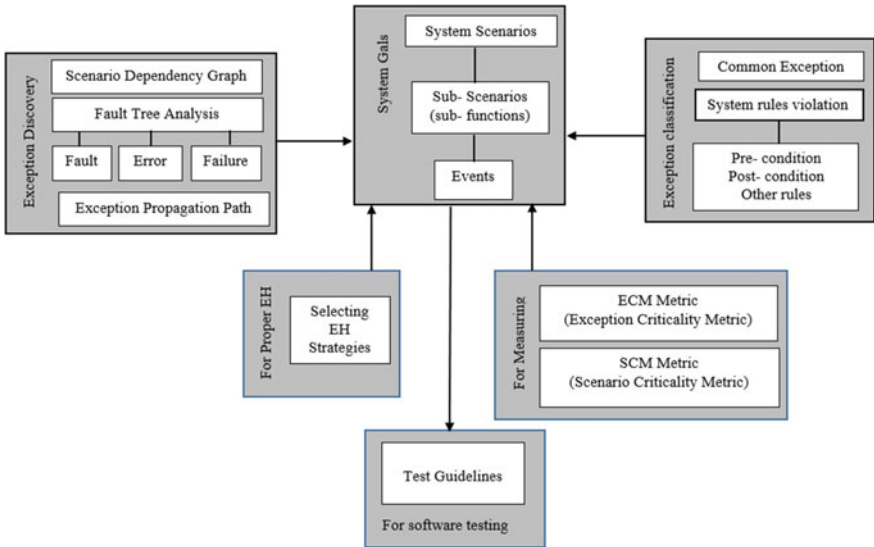 Exception Discovery
Scenario Dependency Graph
Fault Tree Analysis
Fault
Error
Failure
Exception Propagation Path
System Gals
System Scenarios
Sub- Scenarios
(sub- functions)
Events
Exception classification
Common Exception
System rules violation
Pre- condition
Post- condition
Other rules
For Proper EH
Selecting
EH
Strategies
For Measuring
ECM Metric
(Exception Criticality Metric)
SCM Metric
(Scenario Criticality Metric)
Test Guidelines
For software testing